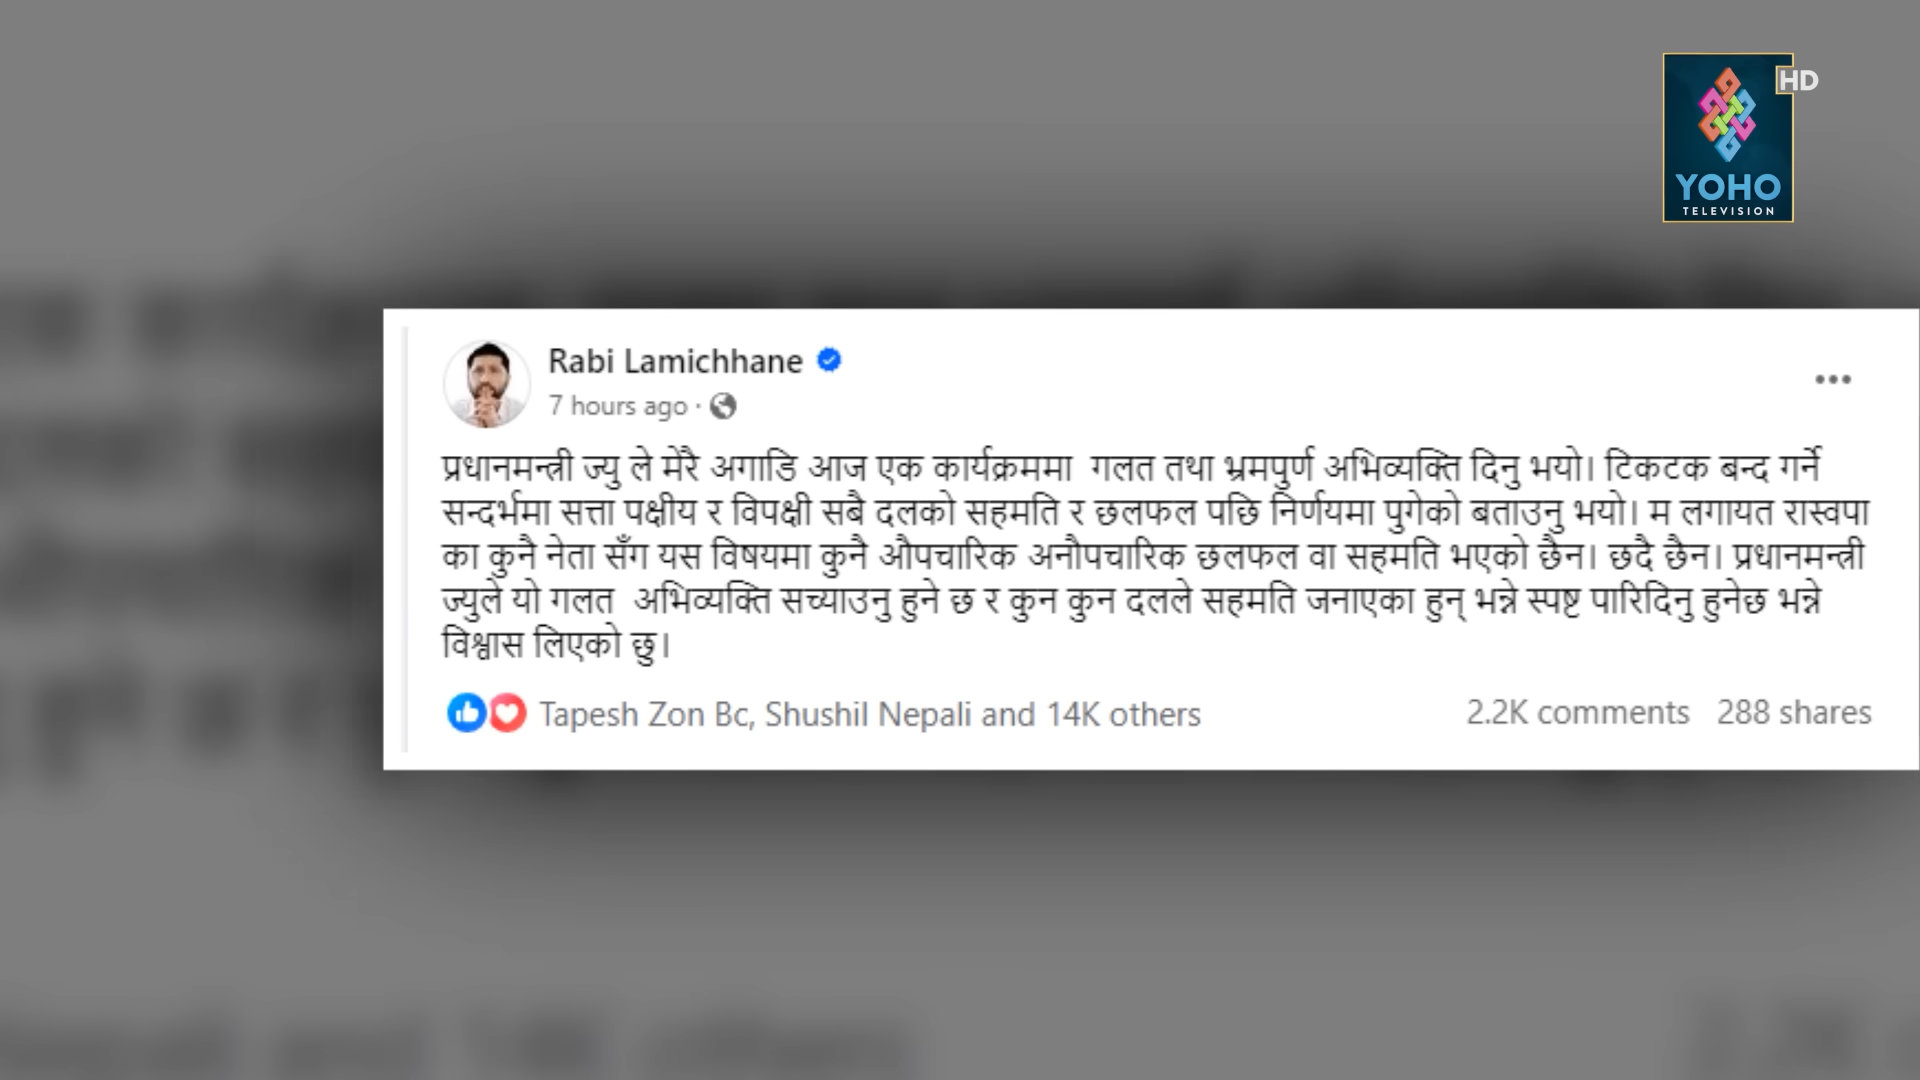 HD
YOHO
TELEVISION
Rabi Lamichhane
7 hours ago ·
प्रधानमन्त्री ज्यु ले मेरै अगाडि आज एक कार्यक्रममा गलत तथा भ्रमपुर्ण अभिव्यक्ति दिनु भयो। टिकटक बन्द गर्ने
सन्दर्भमा सत्ता पक्षीय र विपक्षी सबै दलको सहमति र छलफल पछि निर्णयमा पुगेको बताउनु भयो। म लगायत रास्वपा
का कुनै नेता सँग यस विषयमा कुनै औपचारिक अनौपचारिक छलफल वा सहमति भएको छैन। छदै छैन। प्रधानमन्त्री
ज्युले यो गलत अभिव्यक्ति सच्याउनु हुने छ र कुन कुन दलले सहमति जनाएका हुन् भन्ने स्पष्ट पारिदिनु हुनेछ भन्ने
विश्वास लिएको छु।
Tapesh Zon Bc, Shushil Nepali and 14K others
2.2K comments 288 shares